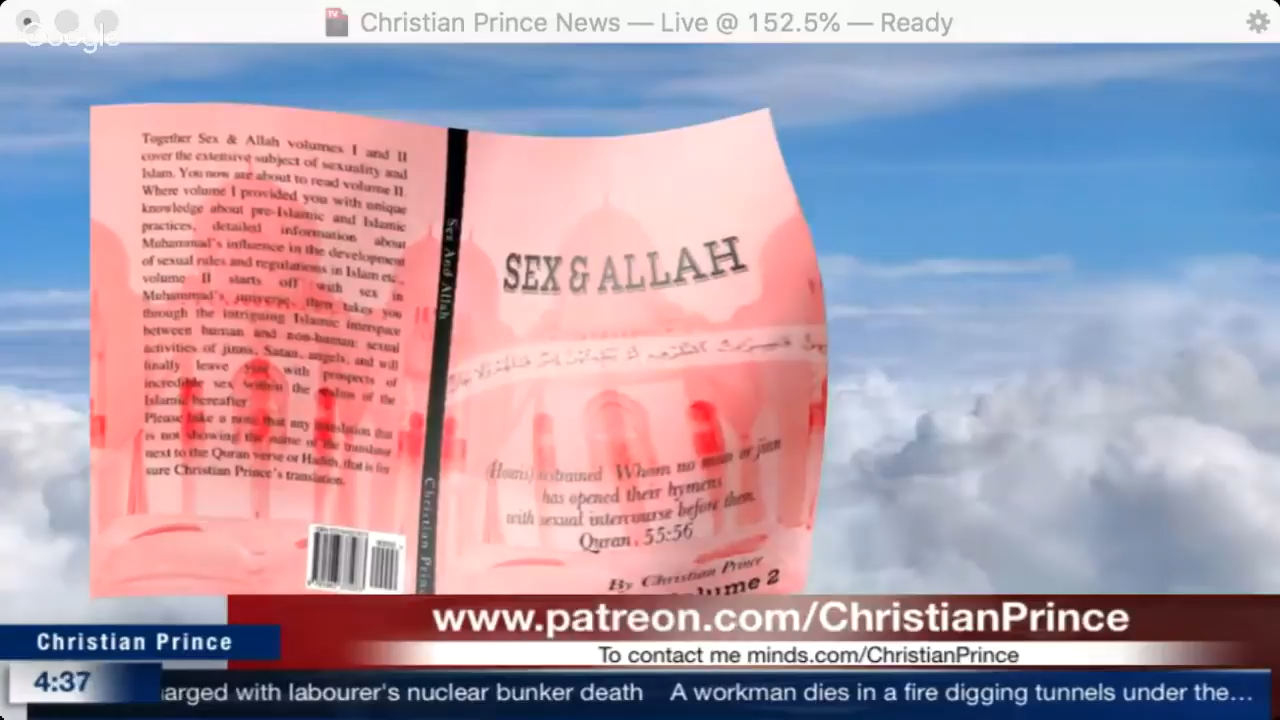 Christian Prince News — Live @ 152.5% — Ready
Google
Together Sex & Allah volumes I and II
cover the extensive subject of sexuality and
Islam. You now are about to read volume II.
Where volume I provided you with unique
knowledge about pre-Islamic and Islamic
practices, detailed information about
Muhammad's influence in the development
of sexual rules and regulations in Islam etc.,
volume II starts off with sex in
Muhammad's universe, then takes you
through the intriguing Islamic interspace
between human and non-human: sexual
activities of jinns, Satan, angels, and will
finally leave you with prospects of
incredible sex within the realms of the
Islamic hereafter.
Please take a note that any translation that
is not showing the name of the translator
next to the Quran verse or Hadith, that is for
sure Christian Prince's translation.
Sex And Allah
Christian Prin
SEX & ALLAH
restrained Whom no man or jinn
has opened their hymens
with sexual intercourse before them.
Quran, 55:56
By Christian Prince
Volume 2
www.patreon.com/ChristianPrince
To contact me minds.com/ChristianPrince
Christian Prince
4:37
arged with labourer's nuclear bunker death A workman dies in a fire digging tunnels under the...